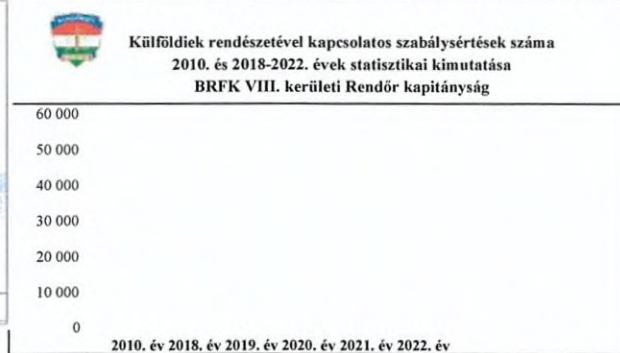 Külföldiek rendészetével kapcsolatos szabálysértések száma
2010. és 2018-2022. évek statisztikai kimutatása
BRFK VIII. kerületi Rendőr kapitányság
60 000
50 000
40 000
30 000
20 000
10 000
0
2010. év 2018. év 2019. év 2020. év 2021. év 2022. év